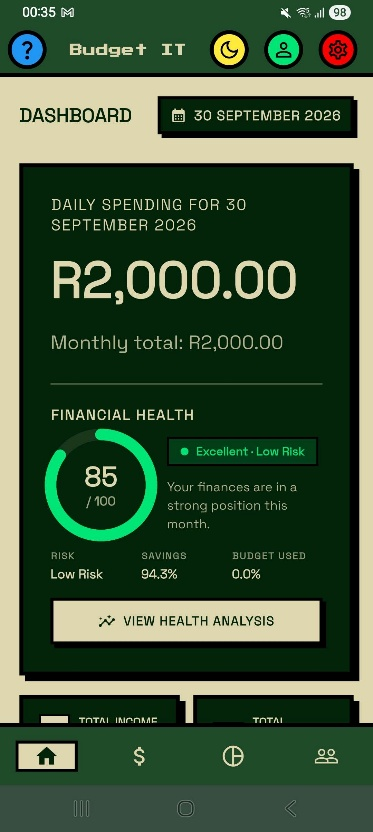 00:35
98
?
Budget IT
DASHBOARD
30 SEPTEMBER 2026
DAILY SPENDING FOR 30
SEPTEMBER 2026
R2,000.00
Monthly total: R2,000.00
FINANCIAL HEALTH
85
/ 100
Excellent · Low Risk
Your finances are in a
strong position this
month.
RISK
SAVINGS
BUDGET USED
Low Risk
94.3%
0.0%
VIEW HEALTH ANALYSIS
TOTAL INCOME
TOTAL
$